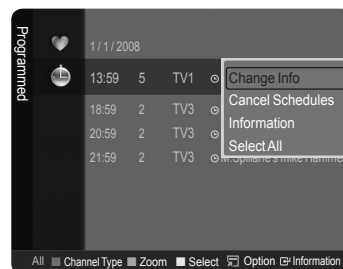 Programmed
1 / 1 / 2008
13:59 5 TV1
Change Info
Cancel Schedules
18:59 2 TV3
Information
20:59 2 TV3
Select All
21:59 2 TV3
All Channel Type Zoom Select Option Information